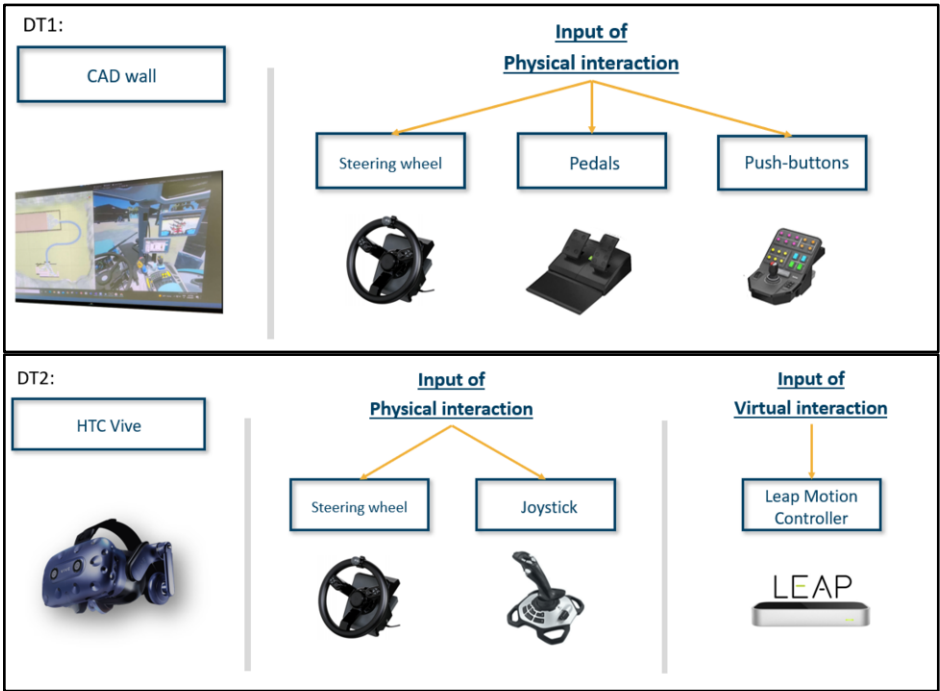 DT1:
CAD wall
Input of
Physical interaction
Steering wheel
Pedals
Push-buttons
DT2:
HTC Vive
Input of
Physical interaction
Steering wheel
Joystick
Input of
Virtual interaction
Leap Motion
Controller
LEAP